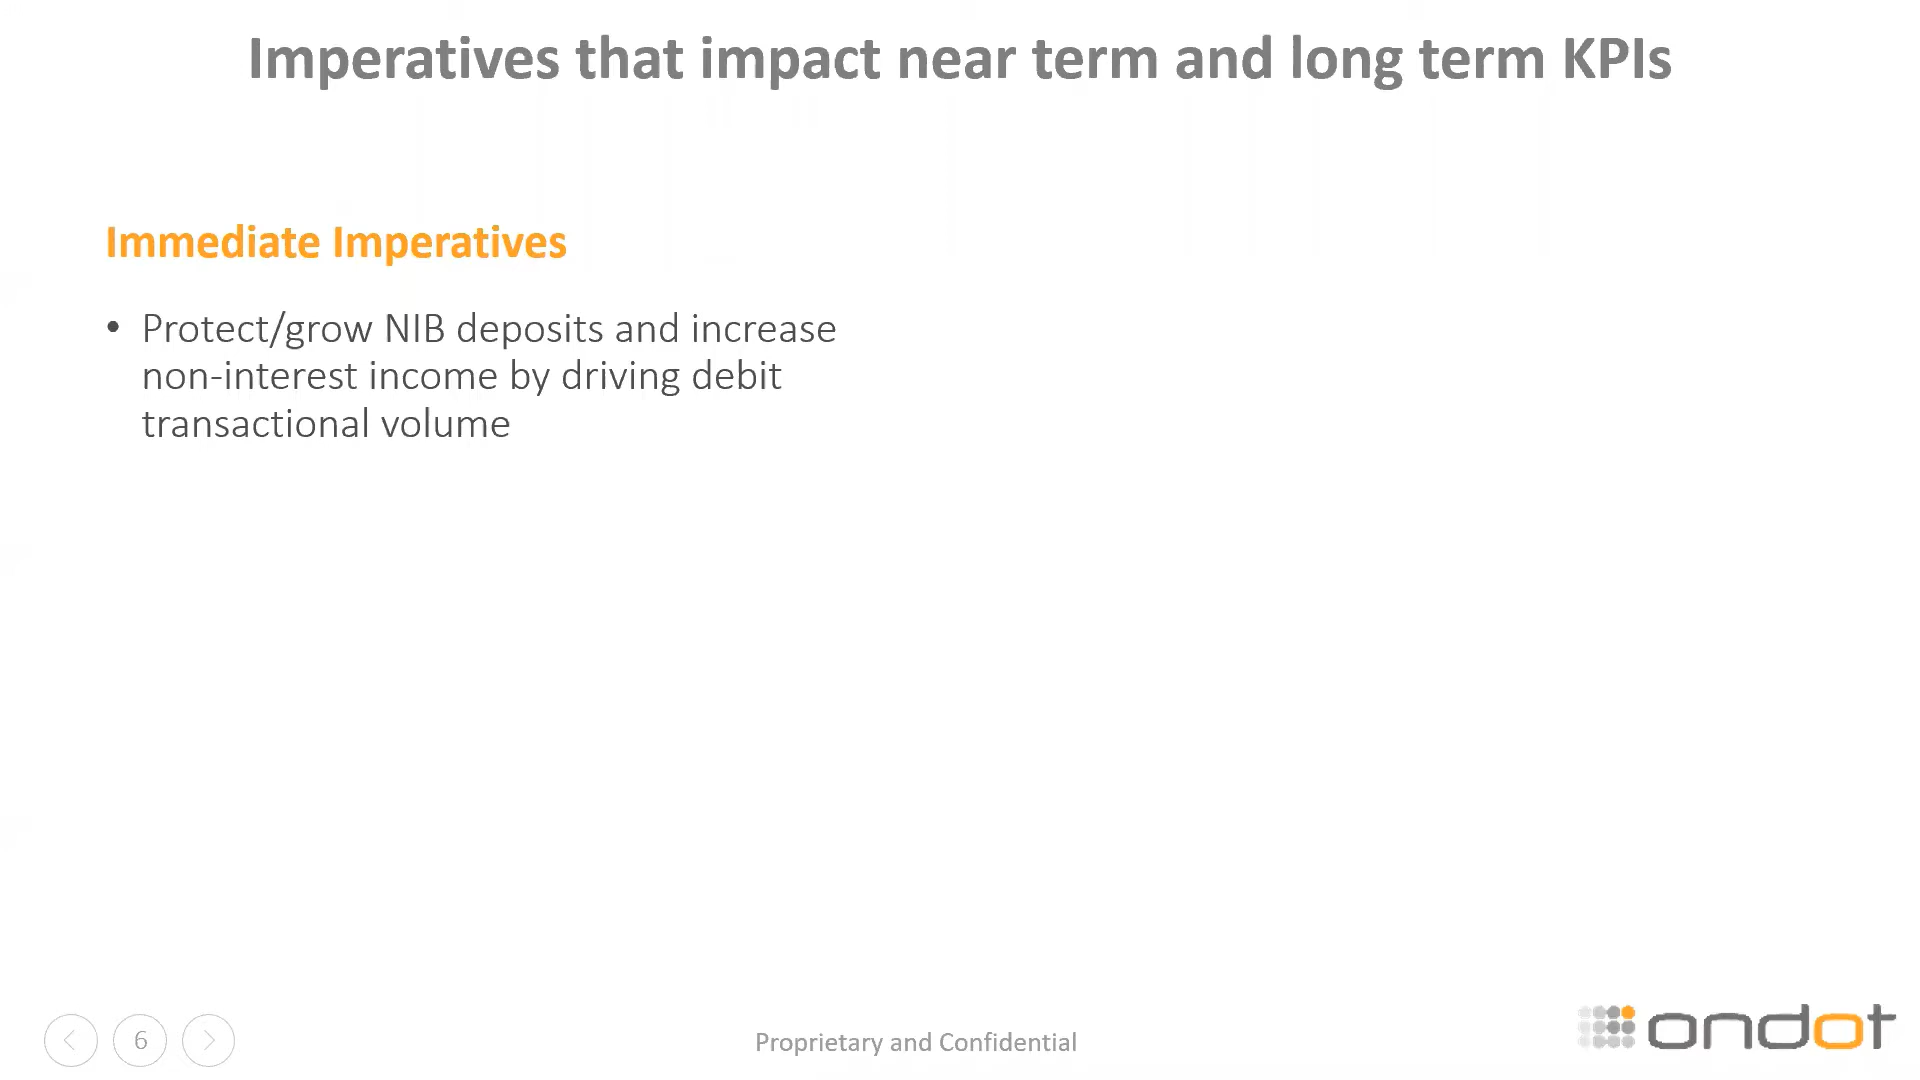 Imperatives that impact near term and long term KPIs
Immediate Imperatives
• Protect/grow NIB deposits and increase
non-interest income by driving debit
transactional volume
6
Proprietary and Confidential
ondot